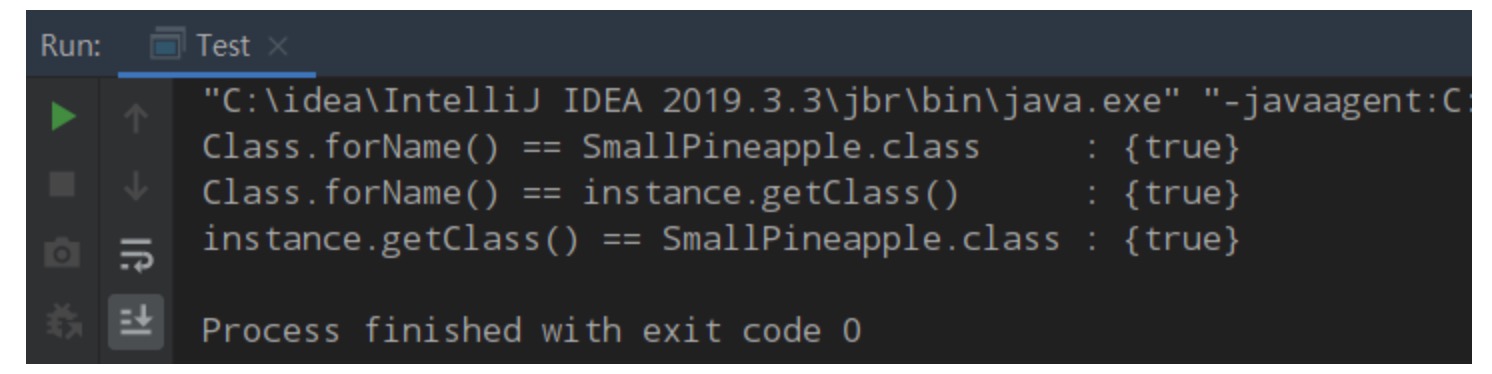 Run: Test
"C:\idea\IntelliJ IDEA 2019.3.3\jbr\bin\java.exe" "-javaagent:C:
Class.forName() == SmallPineapple.class     : {true}
Class.forName() == instance.getClass()      : {true}
instance.getClass() == SmallPineapple.class : {true}
Process finished with exit code 0